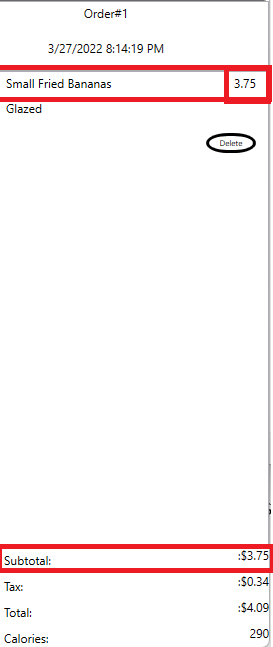 Order#1
3/27/2022 8:14:19 PM
Small Fried Bananas 3.75
Glazed
Delete
Subtotal: :$3.75
Tax: :$0.34
Total: :$4.09
Calories: 290